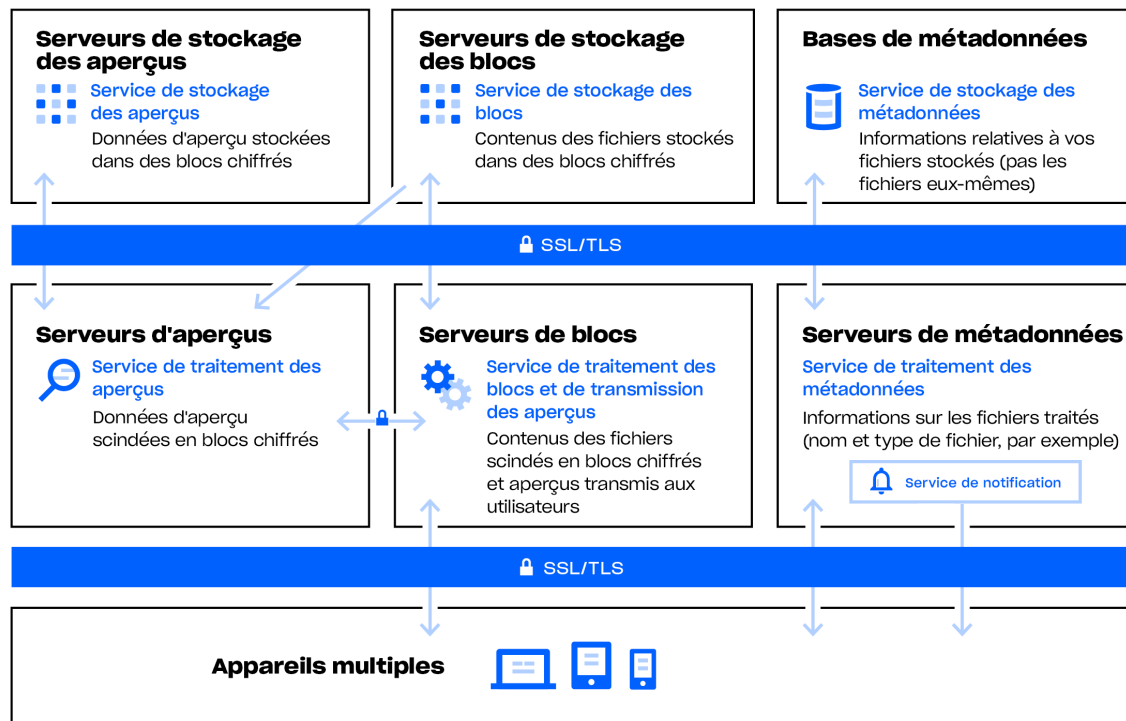 Serveurs de stockage
des aperçus
Service de stockage
des aperçus
Données d'aperçu stockées
dans des blocs chiffrés
Serveurs de stockage
des blocs
Service de stockage des
blocs
Contenus des fichiers stockés
dans des blocs chiffrés
Bases de métadonnées
Service de stockage des
métadonnées
Informations relatives à vos
fichiers stockés (pas les
fichiers eux-mêmes)
SSL/TLS
Serveurs d'aperçus
Service de traitement des
aperçus
Données d'aperçu
scindées en blocs chiffrés
Serveurs de blocs
Service de traitement des
blocs et de transmission
des aperçus
Contenus des fichiers
scindés en blocs chiffrés
et aperçus transmis aux
utilisateurs
Serveurs de métadonnées
Service de traitement des
métadonnées
Informations sur les fichiers traités
(nom et type de fichier, par exemple)
Service de notification
SSL/TLS
Appareils multiples